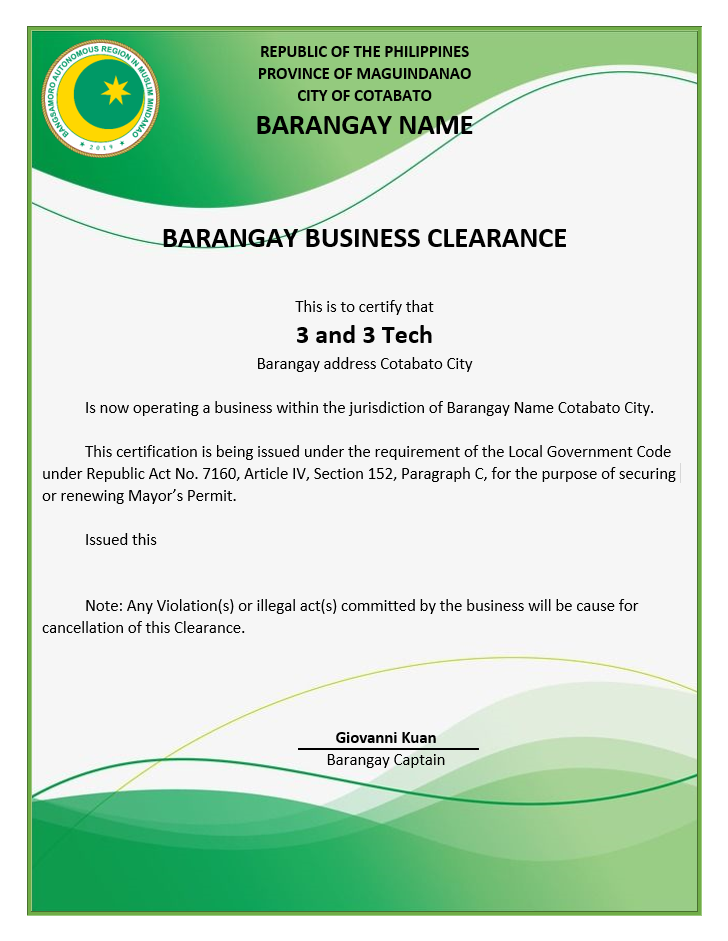 BANGSAMORO AUTONOMOUS REGION IN MUSLIM MINDANAO
2019
REPUBLIC OF THE PHILIPPINES
PROVINCE OF MAGUINDANAO
CITY OF COTABATO
BARANGAY NAME
BARANGAY BUSINESS CLEARANCE
This is to certify that
3 and 3 Tech
Barangay address Cotabato City
Is now operating a business within the jurisdiction of Barangay Name Cotabato City.
This certification is being issued under the requirement of the Local Government Code
under Republic Act No. 7160, Article IV, Section 152, Paragraph C, for the purpose of securing
or renewing Mayor’s Permit.
Issued this
Note: Any Violation(s) or illegal act(s) committed by the business will be cause for
cancellation of this Clearance.
Giovanni Kuan
Barangay Captain